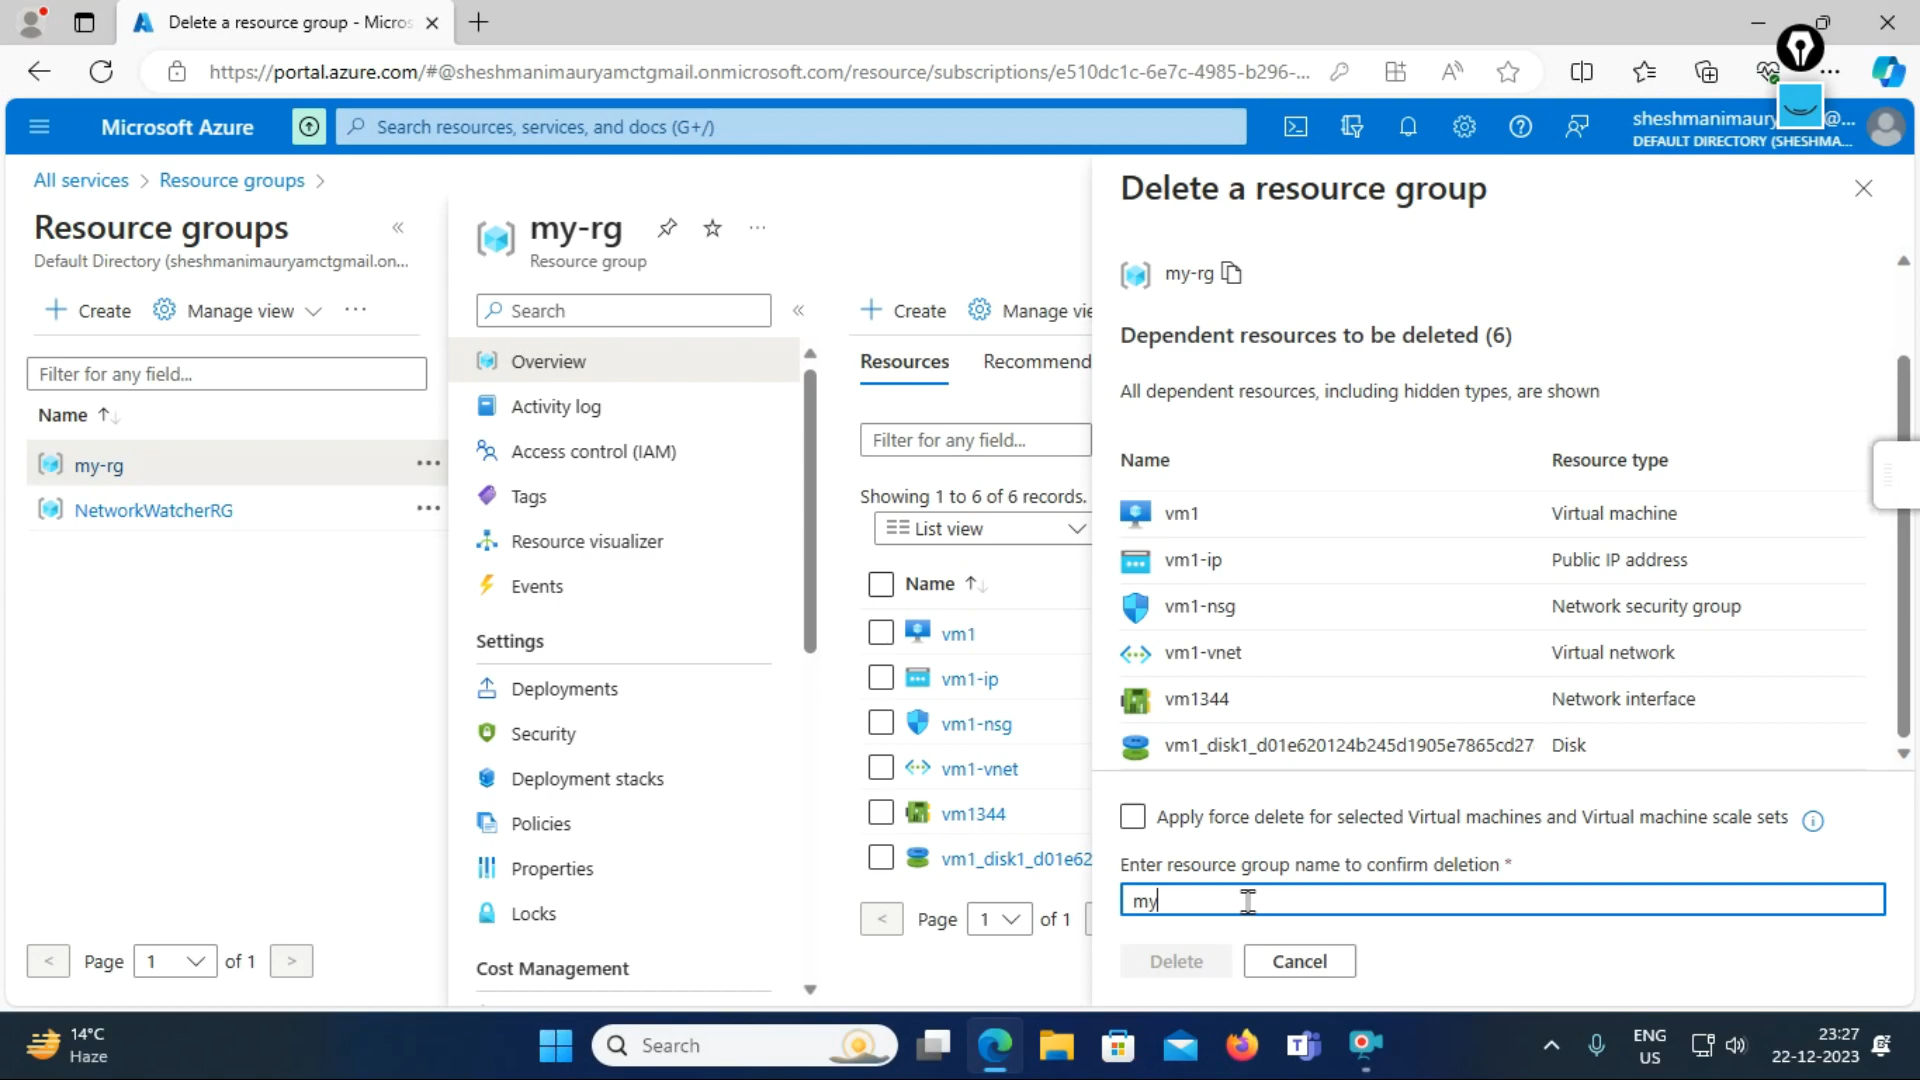 Delete a resource group - Micros
https://portal.azure.com/#@sheshmanimauryamctgmail.onmicrosoft.com/resource/subscriptions/e510dc1c-6e7c-4985-b296-...
Microsoft Azure
Search resources, services, and docs (G+/)
sheshmanimaury
@...
DEFAULT DIRECTORY (SHESHMA...
All services > Resource groups >
Resource groups
Default Directory (sheshmanimauryamctgmail.on...
Create
Manage view
Filter for any field...
Name
my-rg
NetworkWatcherRG
< Page 1 of 1 >
my-rg
Resource group
Search
Overview
Activity log
Access control (IAM)
Tags
Resource visualizer
Events
Settings
Deployments
Security
Deployment stacks
Policies
Properties
Locks
Cost Management
Create
Manage vie
Resources Recommend
Filter for any field...
Showing 1 to 6 of 6 records.
List view
Name
vm1
vm1-ip
vm1-nsg
vm1-vnet
vm1344
vm1_disk1_d01e62
< Page 1 of 1
Delete a resource group
my-rg
Dependent resources to be deleted (6)
All dependent resources, including hidden types, are shown
Name Resource type
vm1 Virtual machine
vm1-ip Public IP address
vm1-nsg Network security group
vm1-vnet Virtual network
vm1344 Network interface
vm1_disk1_d01e620124b245d1905e7865cd27 Disk
Apply force delete for selected Virtual machines and Virtual machine scale sets
Enter resource group name to confirm deletion *
my
Delete Cancel
14°C
Haze
Search
ENG
US
23:27
22-12-2023